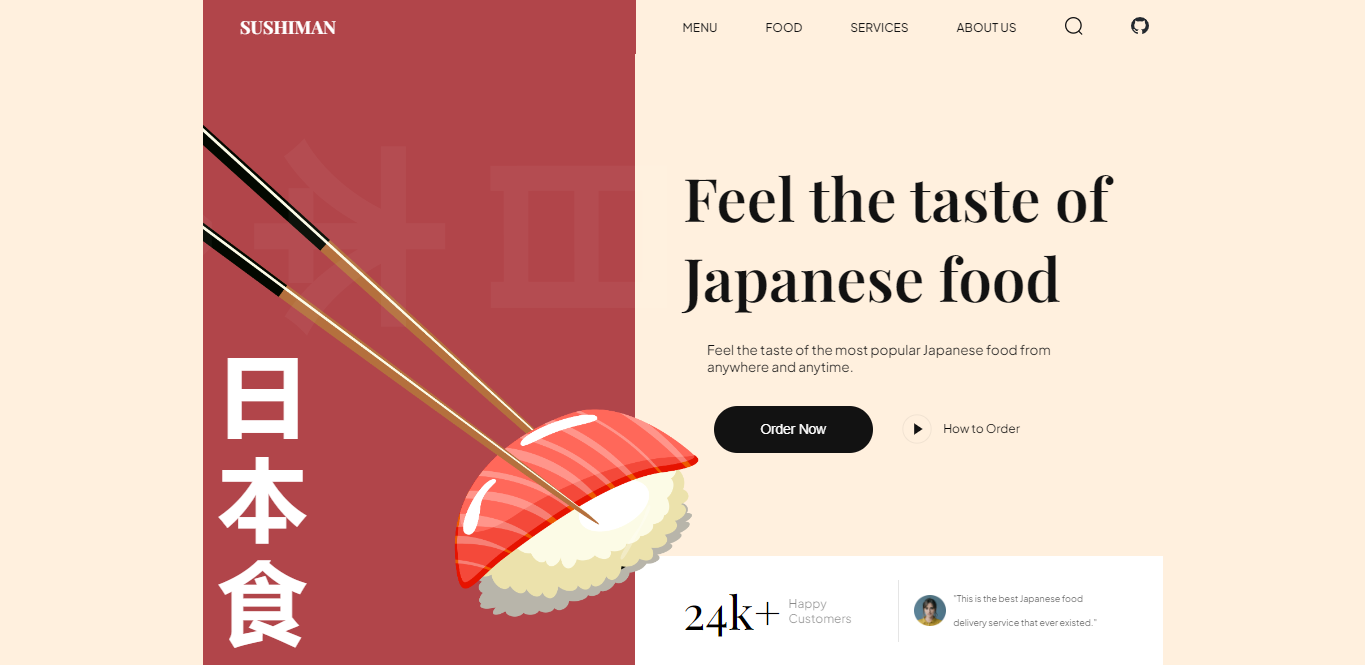 SUSHIMAN
MENU
FOOD
SERVICES
ABOUT US
Feel the taste of
Japanese food
Feel the taste of the most popular Japanese food from
anywhere and anytime.
Order Now
How to Order
日
本
食
24k+
Happy
Customers
"This is the best Japanese food
delivery service that ever existed."